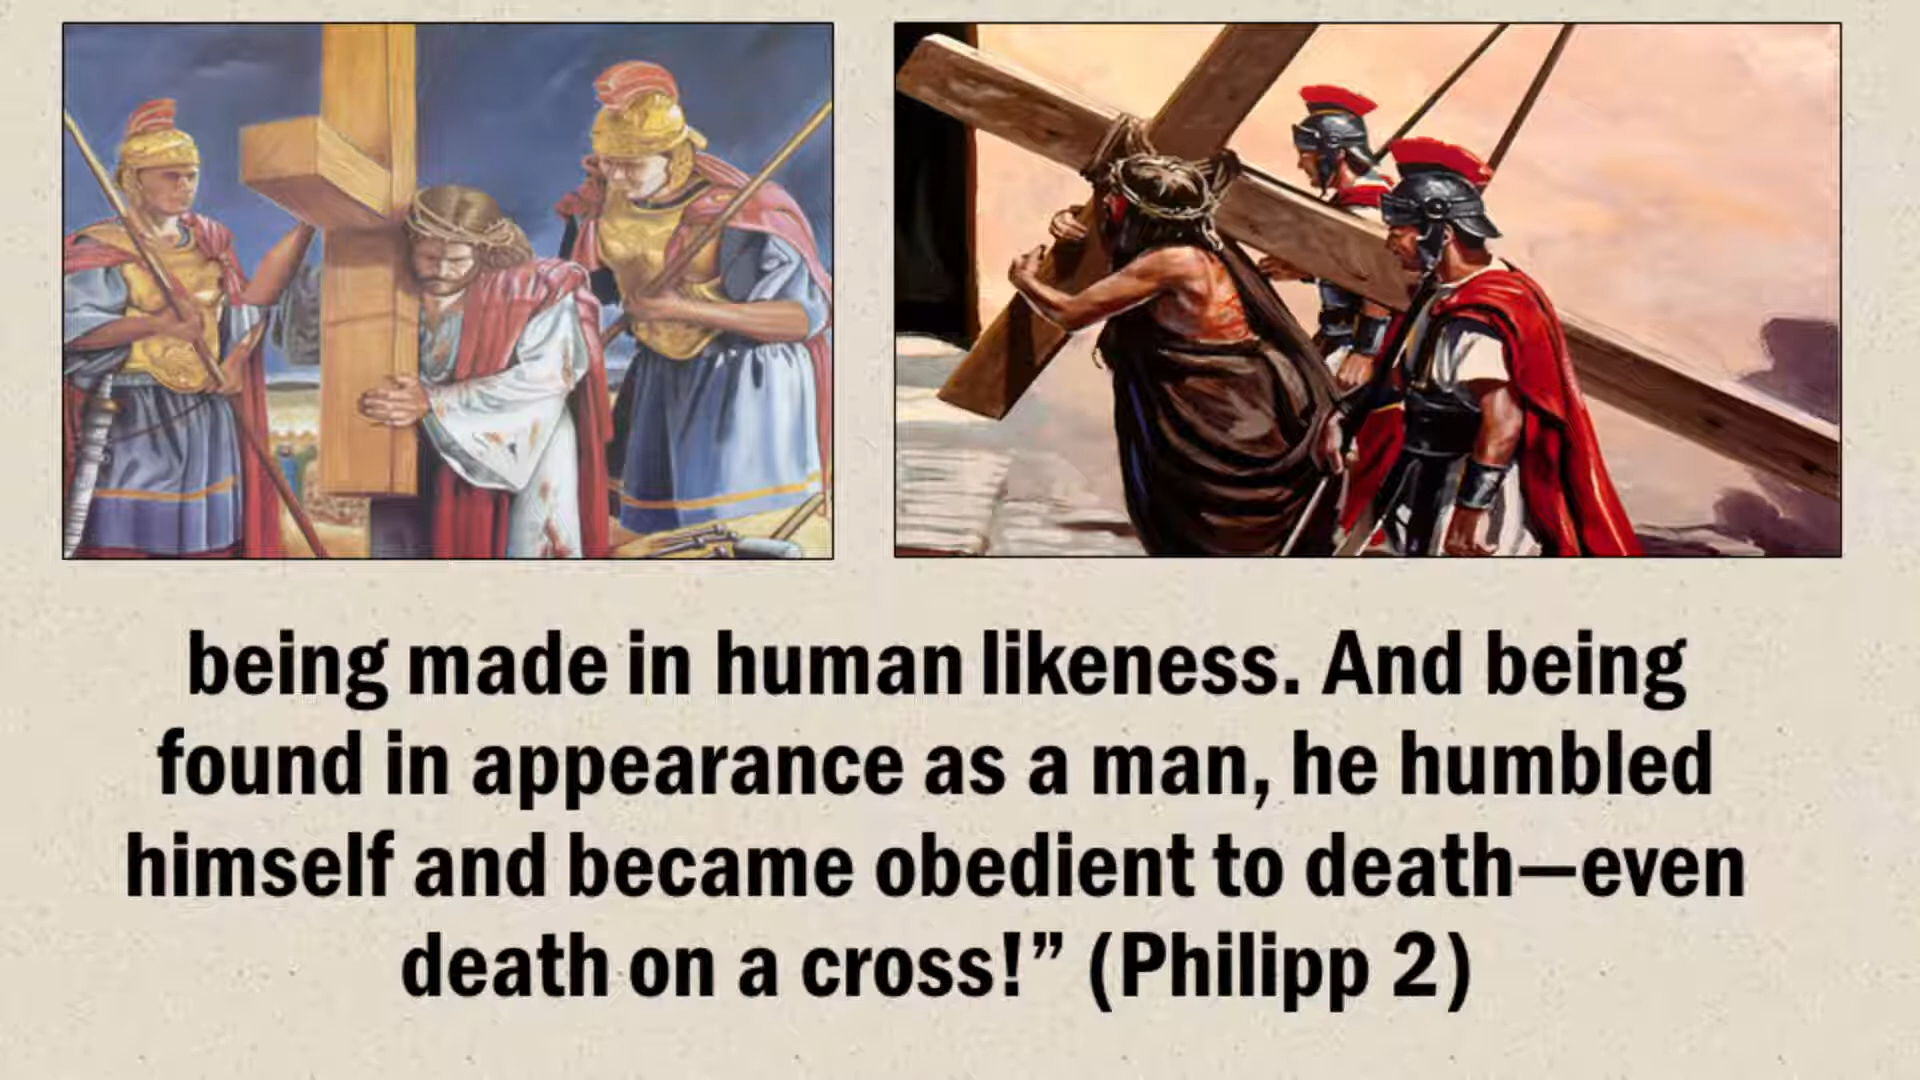 being made in human likeness. And being
found in appearance as a man, he humbled
himself and became obedient to death—even
death on a cross!” (Philipp 2)